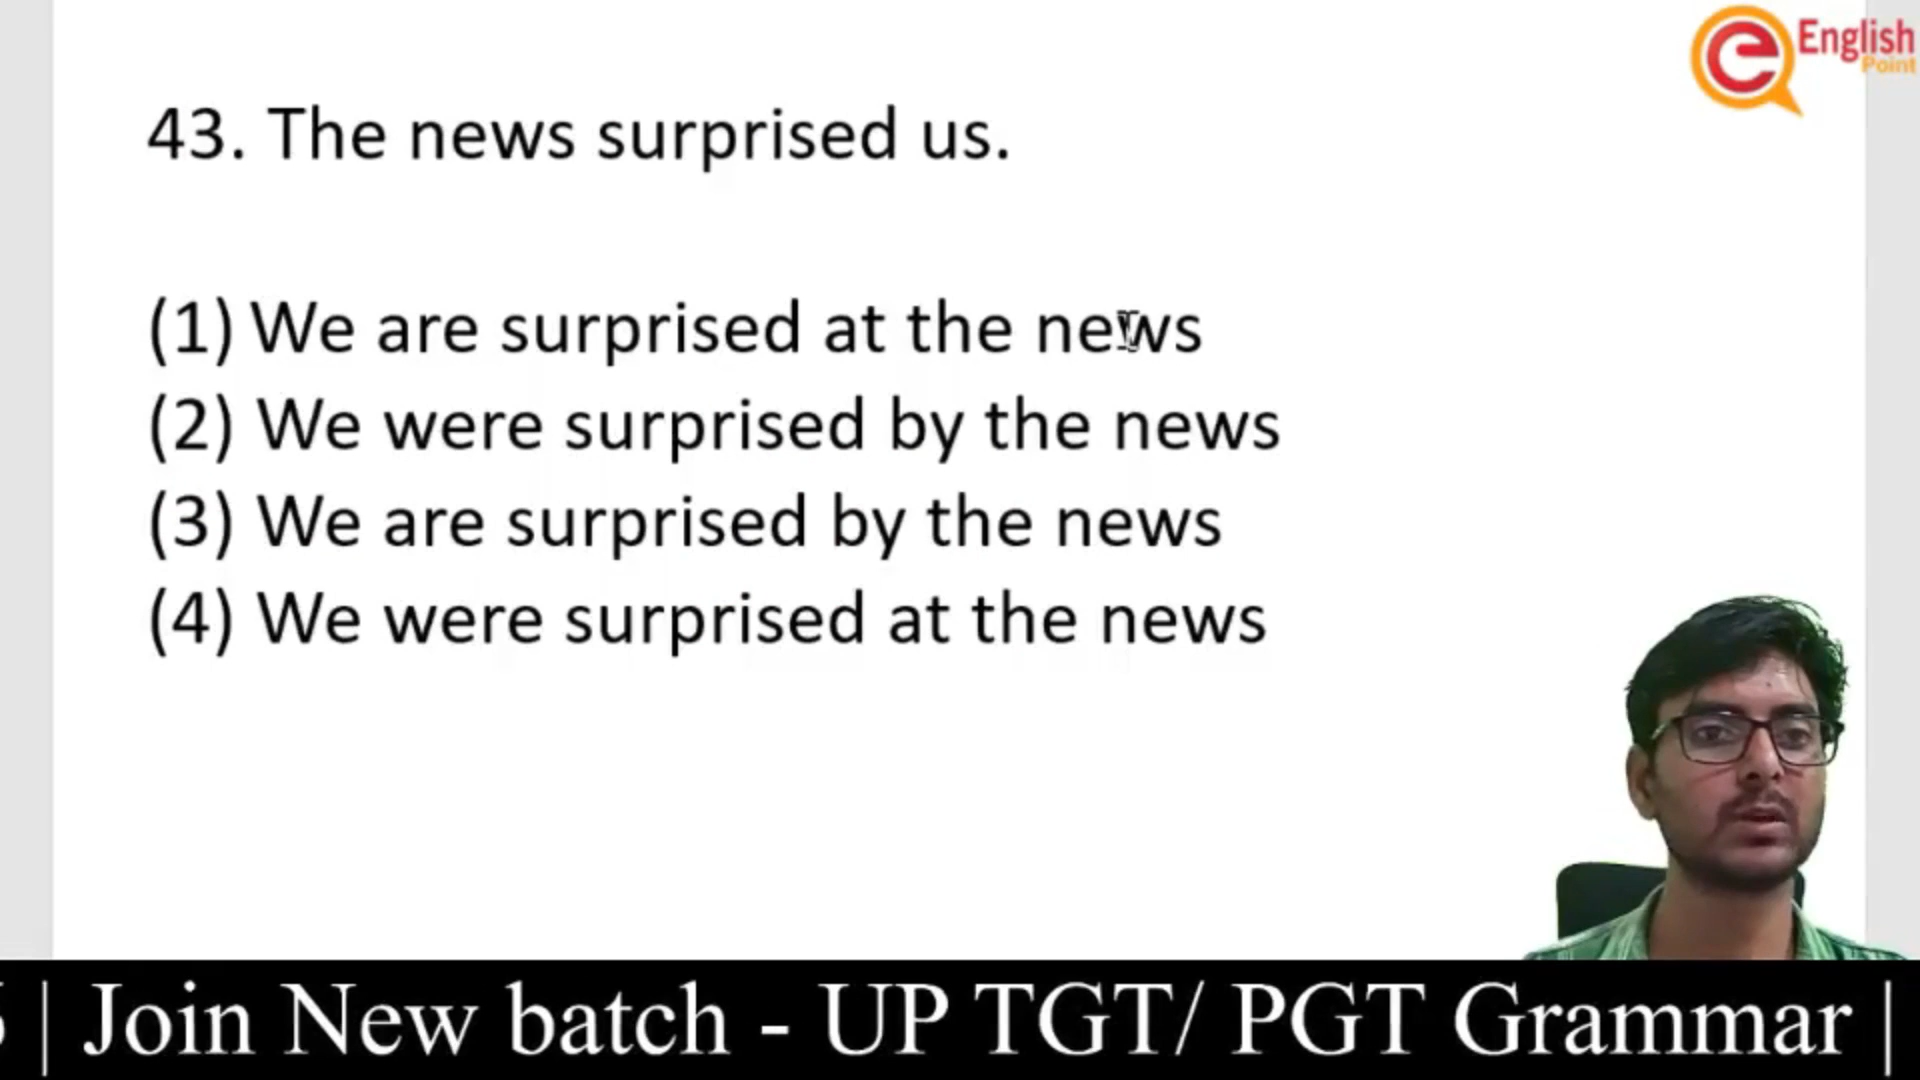 English
Point
43. The news surprised us.
(1) We are surprised at the news
(2) We were surprised by the news
(3) We are surprised by the news
(4) We were surprised at the news
| Join New batch - UP TGT/ PGT Grammar |